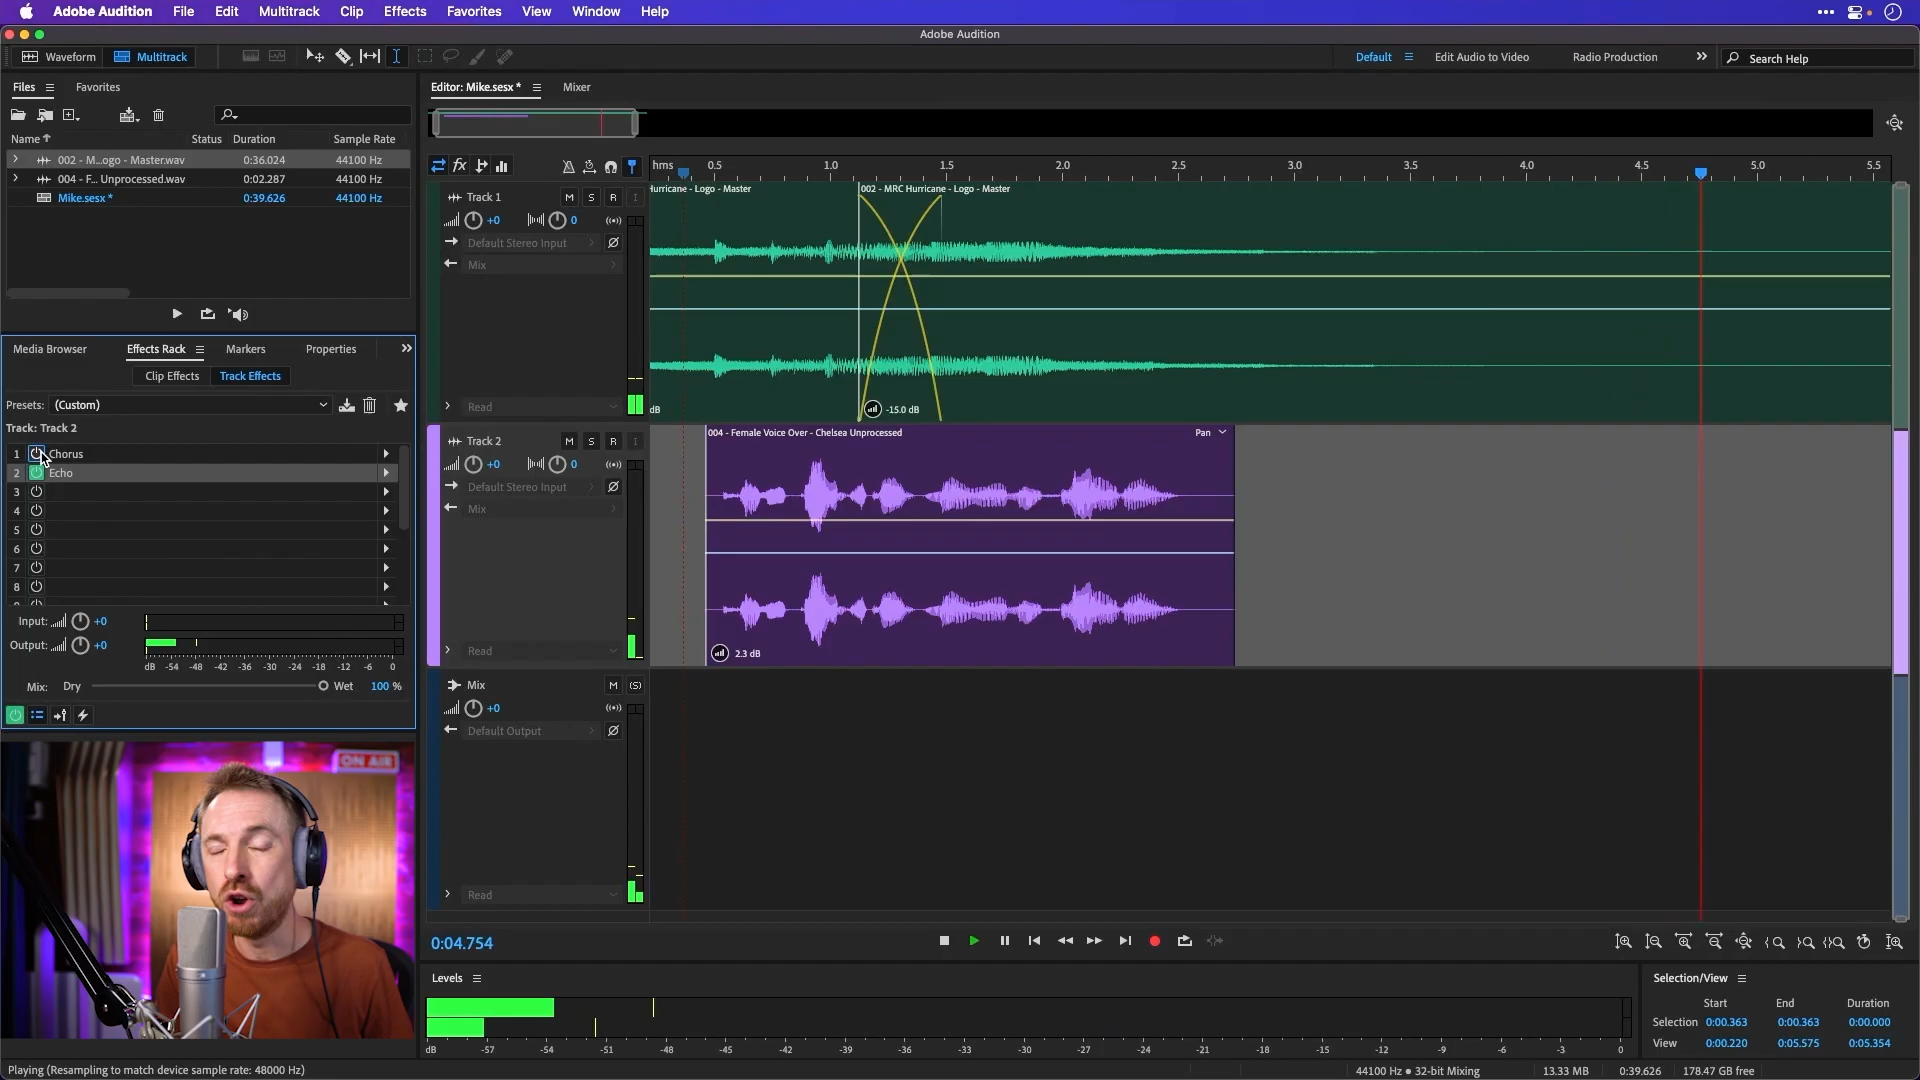 Adobe Audition File Edit Multitrack Clip Effects Favorites View Window Help
Adobe Audition
Waveform Multitrack
Default Edit Audio to Video Radio Production Search Help
Files Favorites
Name Status Duration Sample Rate
002 - M...ogo - Master.wav 0:36.024 44100 Hz
004 - F... Unprocessed.wav 0:02.287 44100 Hz
Mike.sesx * 0:39.626 44100 Hz
Media Browser Effects Rack Markers Properties
Clip Effects Track Effects
Presets: (Custom)
Track: Track 2
1 Chorus
2 Echo
3
4
5
6
7
8
Input: +0
Output: +0
dB -54 -48 -42 -36 -30 -24 -18 -12 -6 0
Mix: Dry Wet 100 %
ON AIR
Editor: Mike.sesx * Mixer
fx
hms 0.5 1.0 1.5 2.0 2.5 3.0 3.5 4.0 4.5 5.0 5.5
Track 1 M S R I
+0 0
Default Stereo Input
Mix
Read
Hurricane - Logo - Master 002 - MRC Hurricane - Logo - Master
dB -15.0 dB
Track 2 M S R I
+0 0
Default Stereo Input
Mix
Read
004 - Female Voice Over - Chelsea Unprocessed Pan
2.3 dB
Mix M (S)
+0
Default Output
Read
0:04.754
Levels
dB -57 -54 -51 -48 -45 -42 -39 -36 -33 -30 -27 -24 -21 -18 -15 -12 -9 -6 -3 0
Selection/View
Start End Duration
Selection 0:00.363 0:00.363 0:00.000
View 0:00.220 0:05.575 0:05.354
Playing (Resampling to match device sample rate: 48000 Hz)
44100 Hz ● 32-bit Mixing 13.33 MB 0:39.626 178.47 GB free